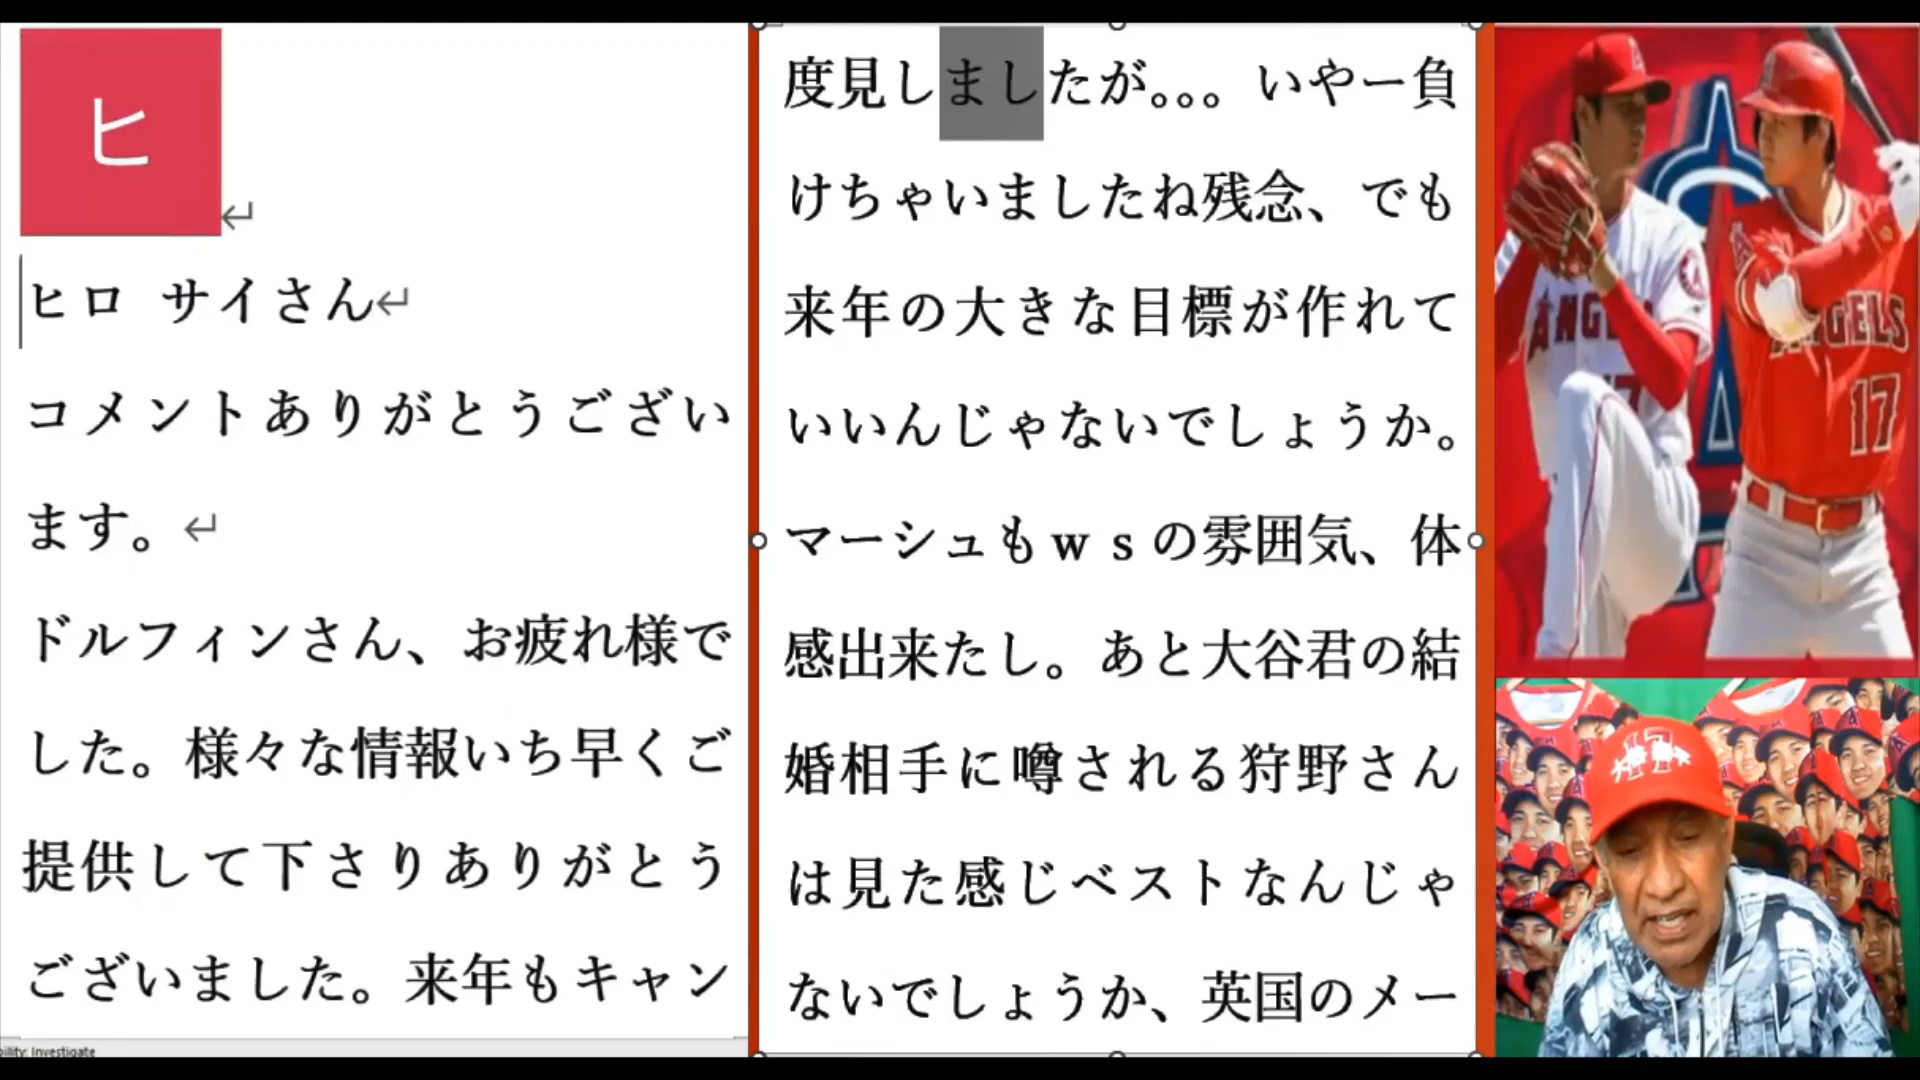 ヒ
ヒロ サイさん
コメントありがとうござい
ます。
ドルフィンさん、お疲れ様で
した。様々な情報いち早くご
提供して下さりありがとう
ございました。来年もキャン
度見しましたが。。。いやー負
けちゃいましたね残念、でも
来年の大きな目標が作れて
いいんじゃないでしょうか。
マーシュもｗｓの雰囲気、体
感出来たし。あと大谷君の結
婚相手に噂される狩野さん
は見た感じベストなんじゃ
ないでしょうか、英国のメー
ANGELS
17
bility: Investigate